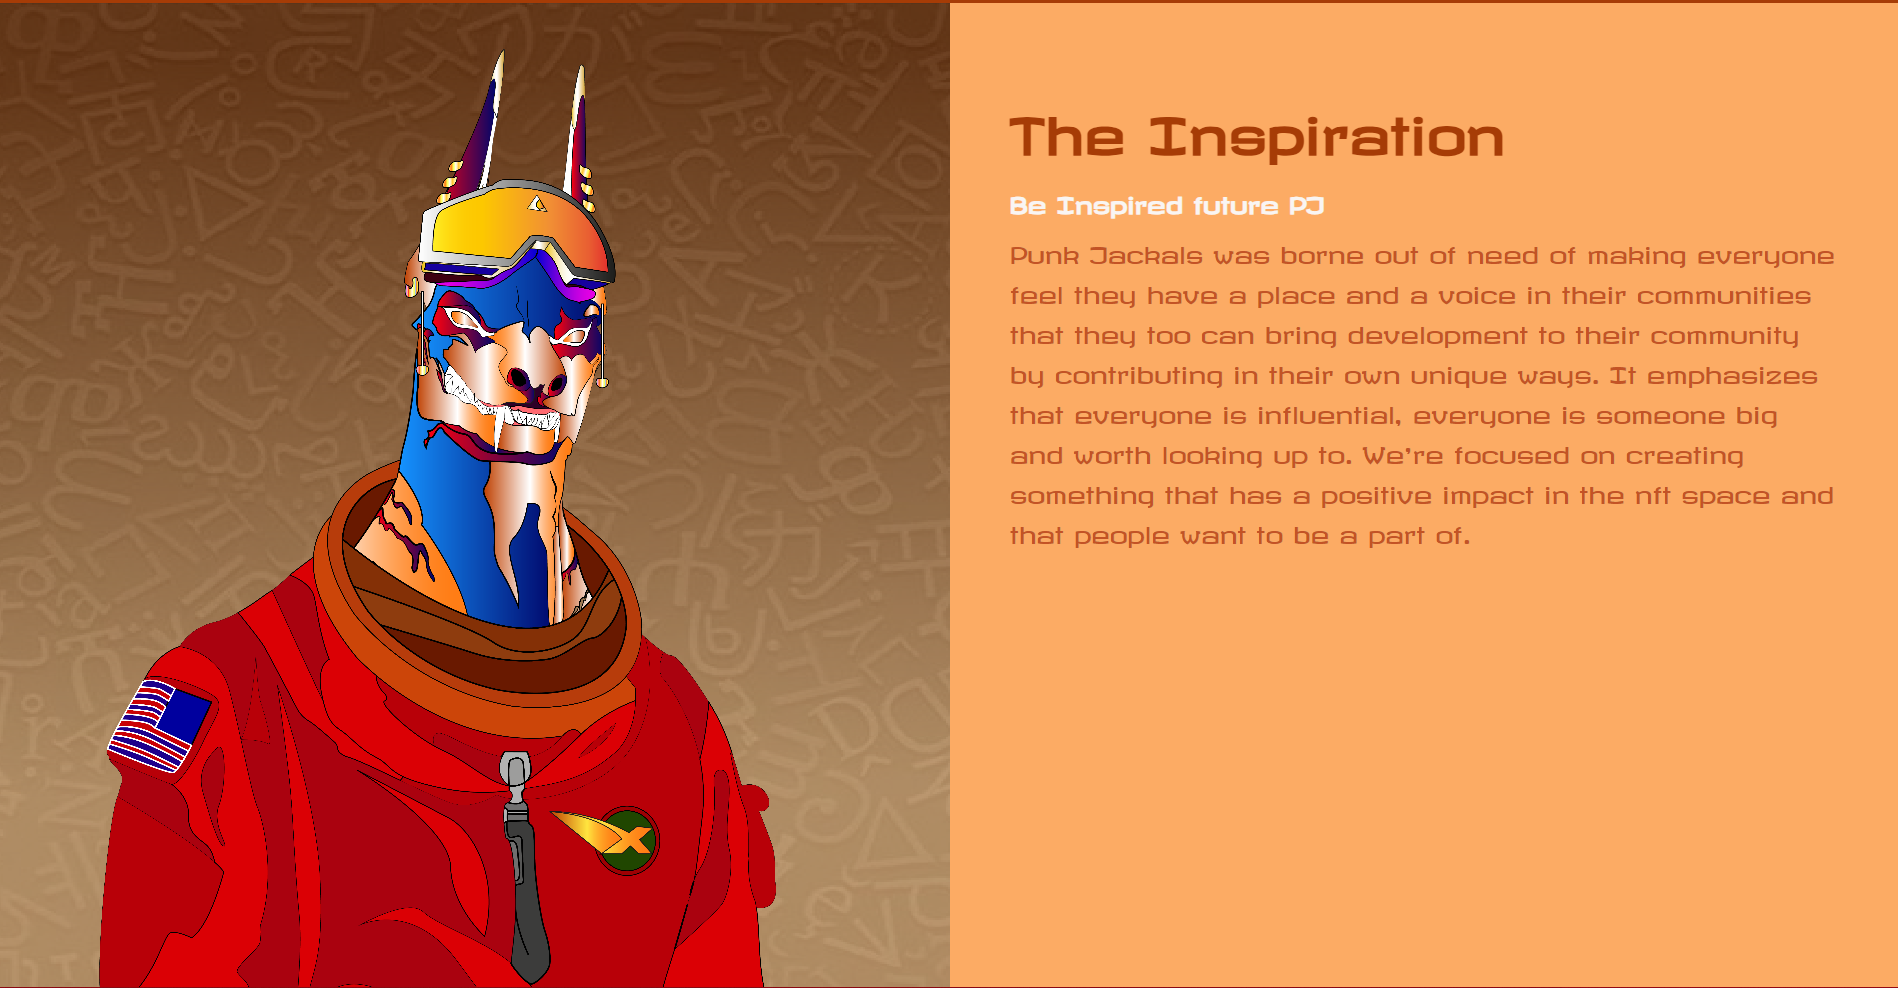 The Inspiration
Be Inspired future PJ
Punk Jackals was borne out of need of making everyone
feel they have a place and a voice in their communities
that they too can bring development to their community
by contributing in their own unique ways. It emphasizes
that everyone is influential, everyone is someone big
and worth looking up to. We're focused on creating
something that has a positive impact in the nft space and
that people want to be a part of.